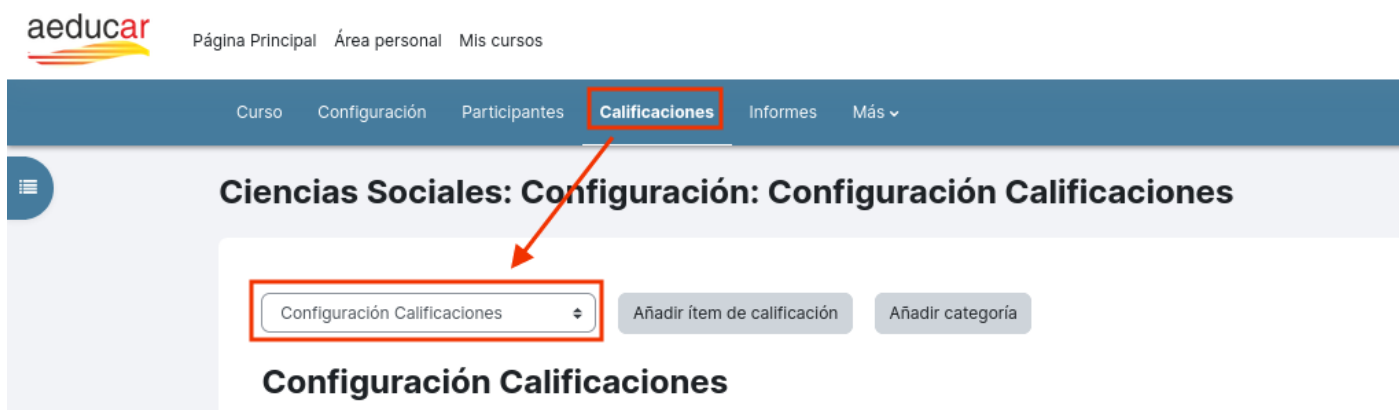 aeducar
Página Principal Área personal Mis cursos
Curso Configuración Participantes Calificaciones Informes Más
Ciencias Sociales: Configuración: Configuración Calificaciones
Configuración Calificaciones Añadir ítem de calificación Añadir categoría
Configuración Calificaciones